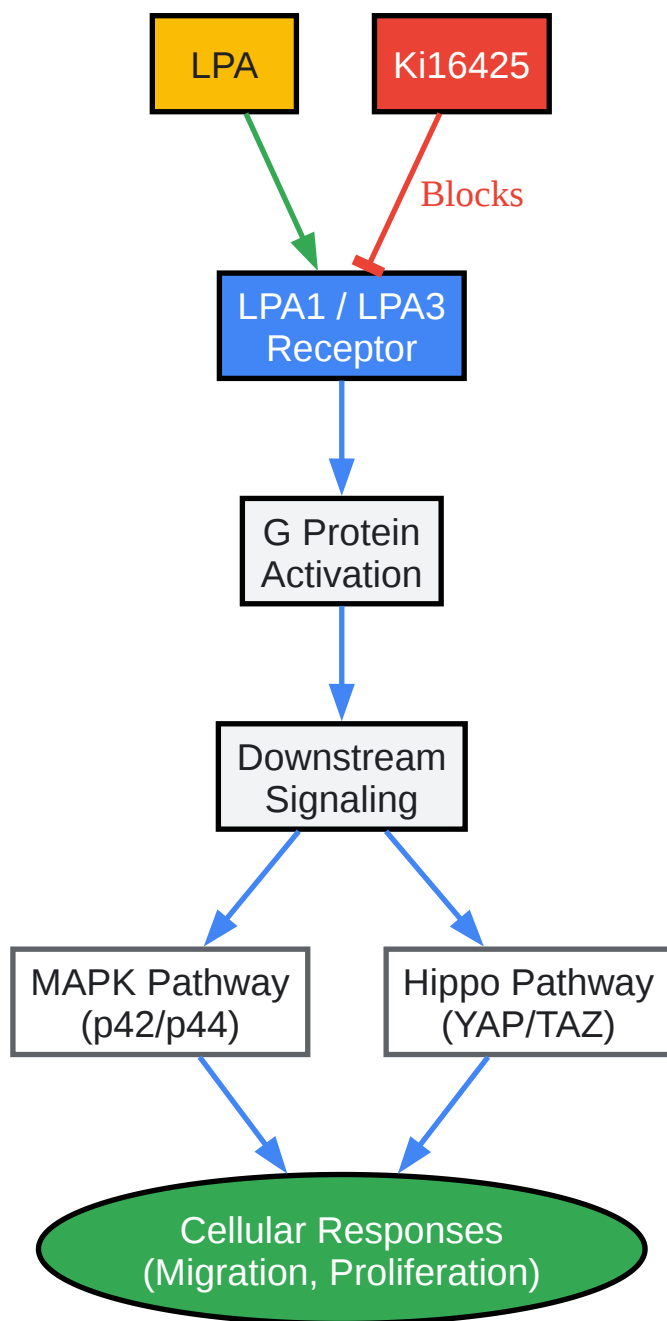 LPA
Ki16425
Blocks
LPA1 / LPA3
Receptor
G Protein
Activation
Downstream
Signaling
MAPK Pathway
(p42/p44)
Hippo Pathway
(YAP/TAZ)
Cellular Responses
(Migration, Proliferation)